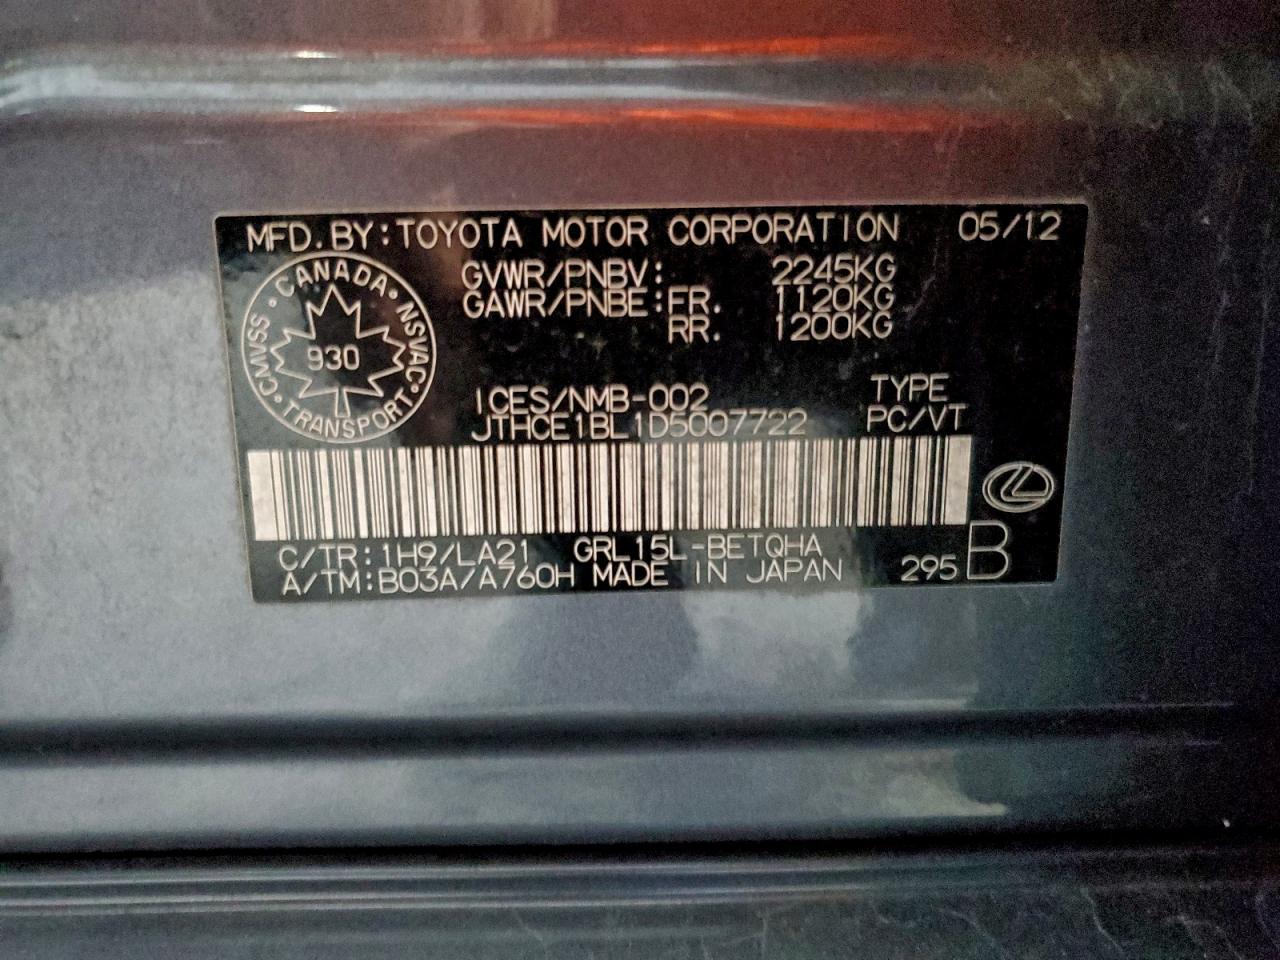 MFD. BY: TOYOTA MOTOR CORPORATION 05/12
GVWR/PNBV: 2245KG
GAWR/PNBE: FR. 1120KG
RR. 1200KG
CANADA · NSVAC · TRANSPORT · CMVSS ·
930
ICES/NMB-002
JTHCE1BL1D5007722
TYPE
PC/VT
C/TR: 1H9/LA21 GRL15L-BETQHA
A/TM: B03A/A760H MADE IN JAPAN
295 B